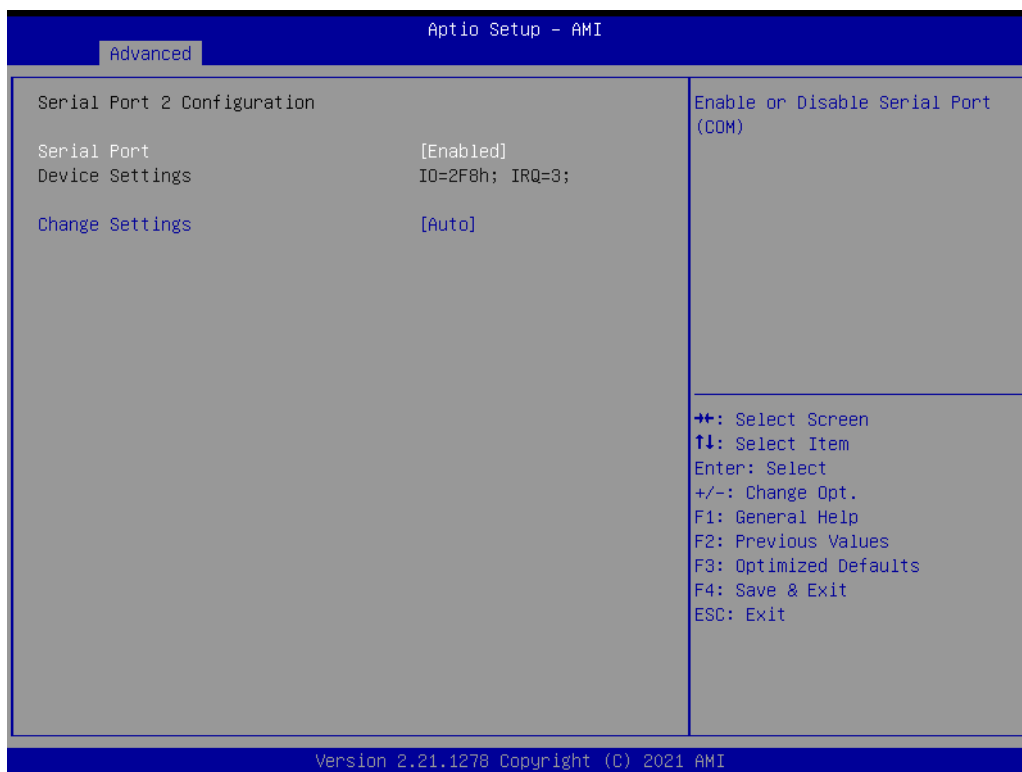 Aptio Setup – AMI
Advanced
Serial Port 2 Configuration
Serial Port [Enabled]
Device Settings IO=2F8h; IRQ=3;
Change Settings [Auto]
Enable or Disable Serial Port
(COM)
→←: Select Screen
↑↓: Select Item
Enter: Select
+/-: Change Opt.
F1: General Help
F2: Previous Values
F3: Optimized Defaults
F4: Save & Exit
ESC: Exit
Version 2.21.1278 Copyright (C) 2021 AMI